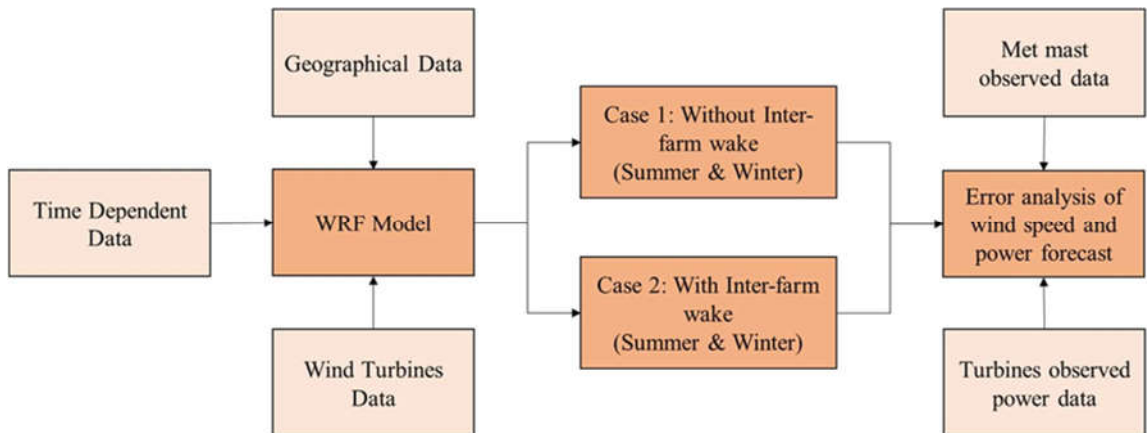 Geographical Data
Met mast
observed data
Case 1: Without Inter-
farm wake
(Summer & Winter)
Time Dependent
Data
WRF Model
Error analysis of
wind speed and
power forecast
Case 2: With Inter-farm
wake
(Summer & Winter)
Wind Turbines
Data
Turbines observed
power data